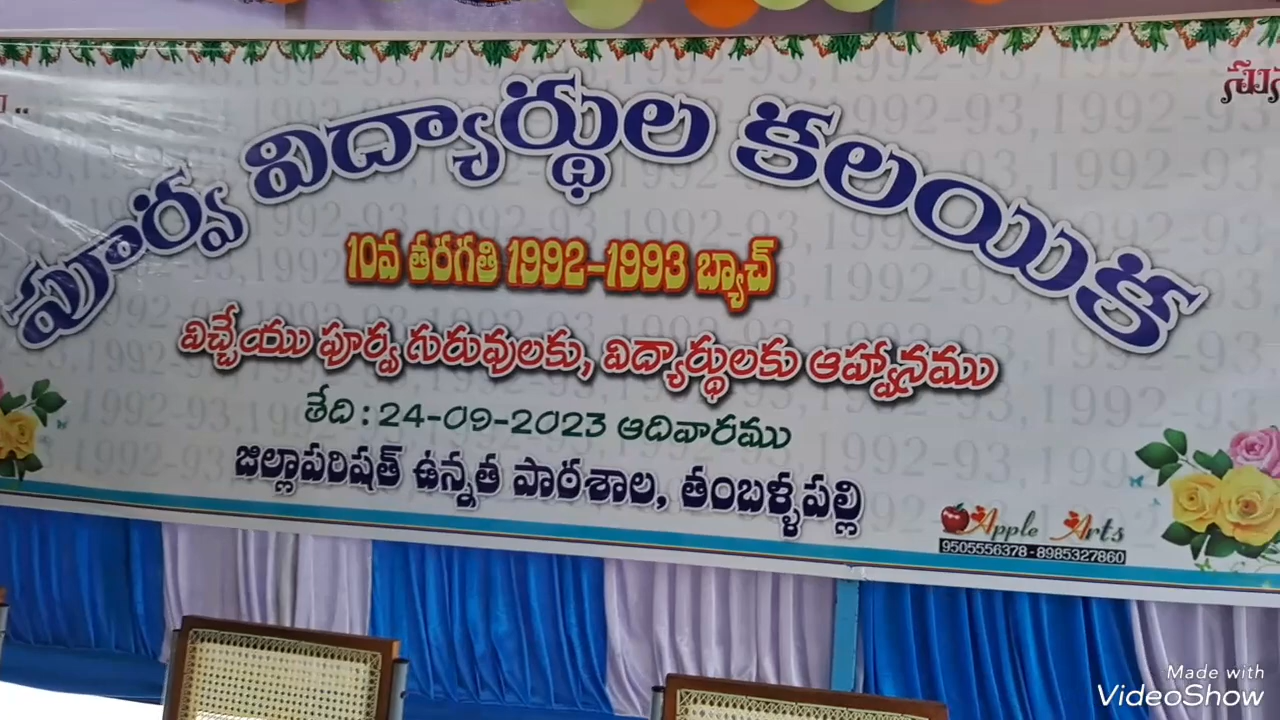 పూర్వ విద్యార్థుల కలయిక
10వ తరగతి 1992-1993 బ్యాచ్
విచ్చేయు పూర్వ గురువులకు, విద్యార్థులకు ఆహ్వానము
తేది : 24-09-2023 ఆదివారము
జిల్లాపరిషత్ ఉన్నత పాఠశాల, తంబళ్ళపల్లి
Apple Arts
9505556378 - 8985327860
Made with
VideoShow